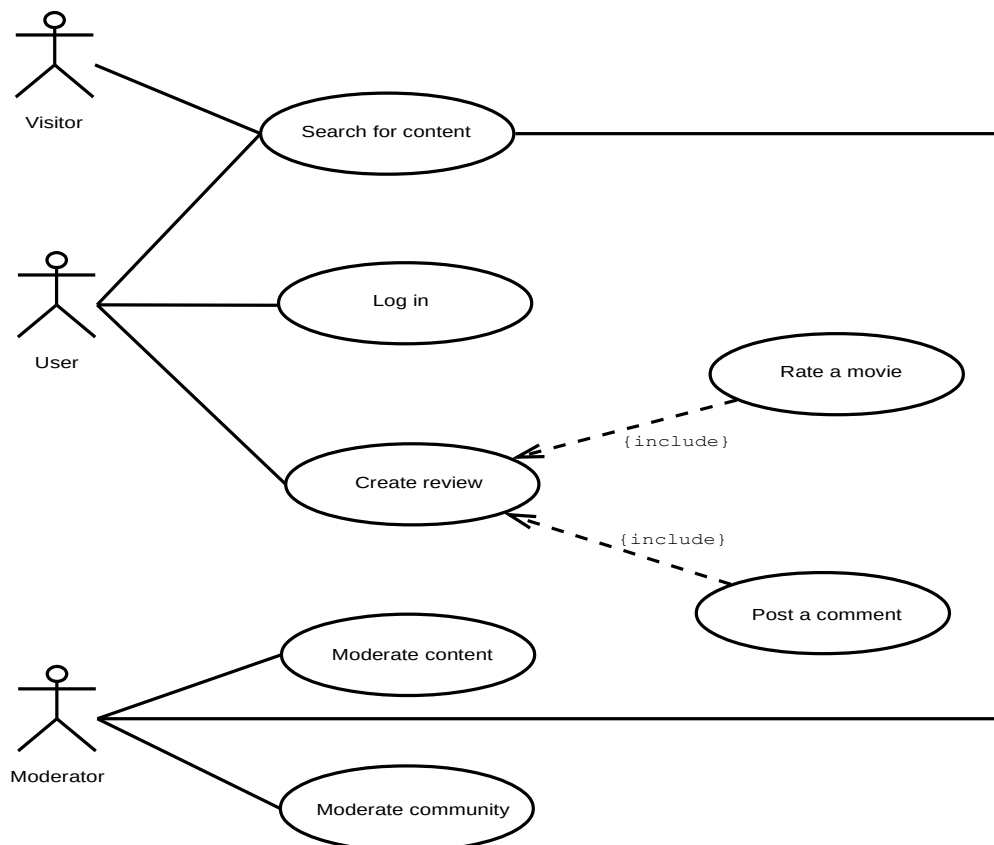 Visitor
Search for content
Log in
User
Rate a movie
{include}
Create review
{include}
Post a comment
Moderate content
Moderator
Moderate community